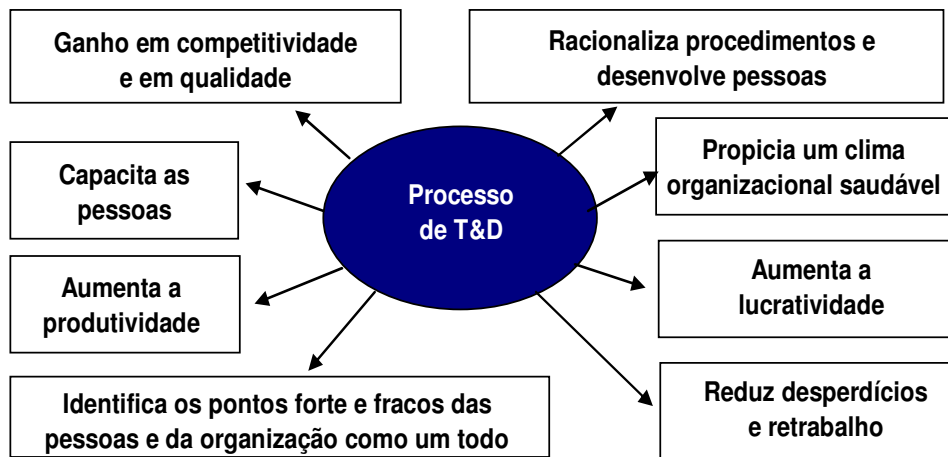 Ganho em competitividade
e em qualidade
Racionaliza procedimentos e
desenvolve pessoas
Capacita as
pessoas
Processo
de T&D
Propicia um clima
organizacional saudável
Aumenta a
produtividade
Aumenta a
lucratividade
Identifica os pontos forte e fracos das
pessoas e da organização como um todo
Reduz desperdícios
e retrabalho